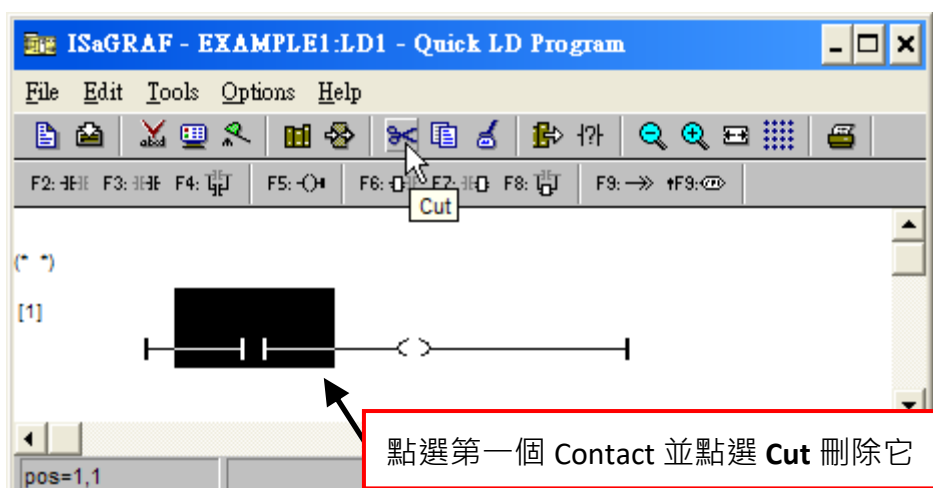 ISaGRAF - EXAMPLE1:LD1 - Quick LD Program
File Edit Tools Options Help
F2: F3: F4: F5: F6: F7: F8: F9: F9:
Cut
(* *)
[1]
點選第一個 Contact 並點選 Cut 刪除它
pos=1,1